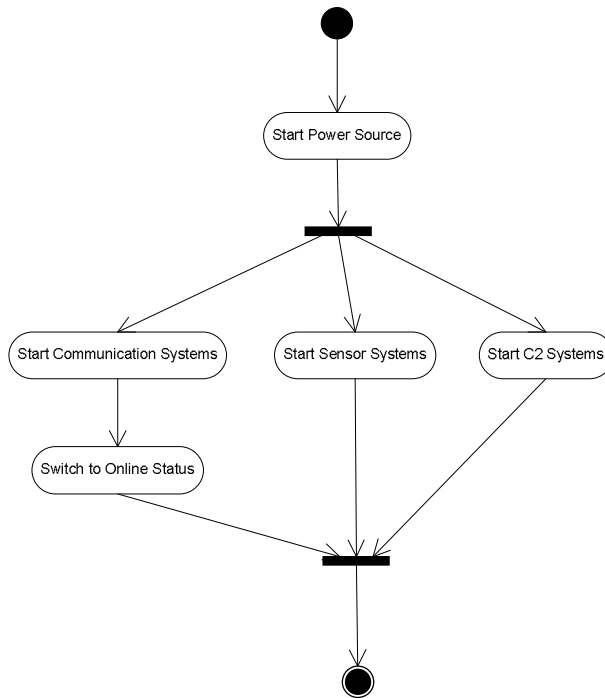 Start Power Source
Start Communication Systems
Start Sensor Systems
Start C2 Systems
Switch to Online Status